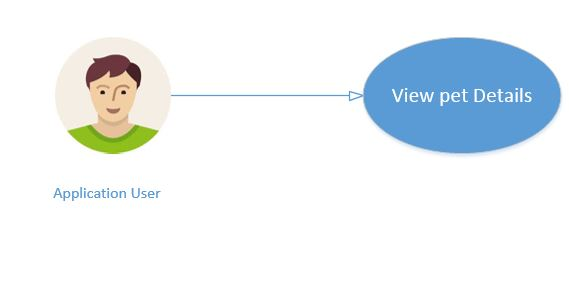 View pet Details
Application User